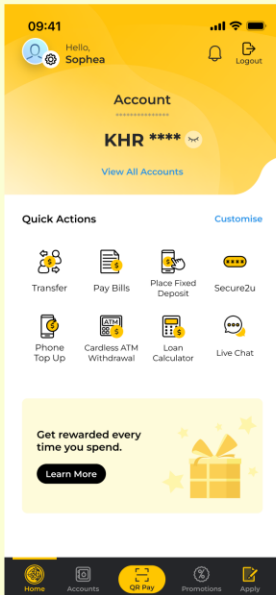 09:41
Hello,
Sophea
Logout
Account
KHR ****
View All Accounts
Quick Actions
Customise
Transfer
Pay Bills
Place Fixed
Deposit
Secure2u
Phone
Top Up
ATM
Cardless ATM
Withdrawal
Loan
Calculator
Live Chat
Get rewarded every
time you spend.
Learn More
Home
Accounts
QR Pay
Promotions
Apply